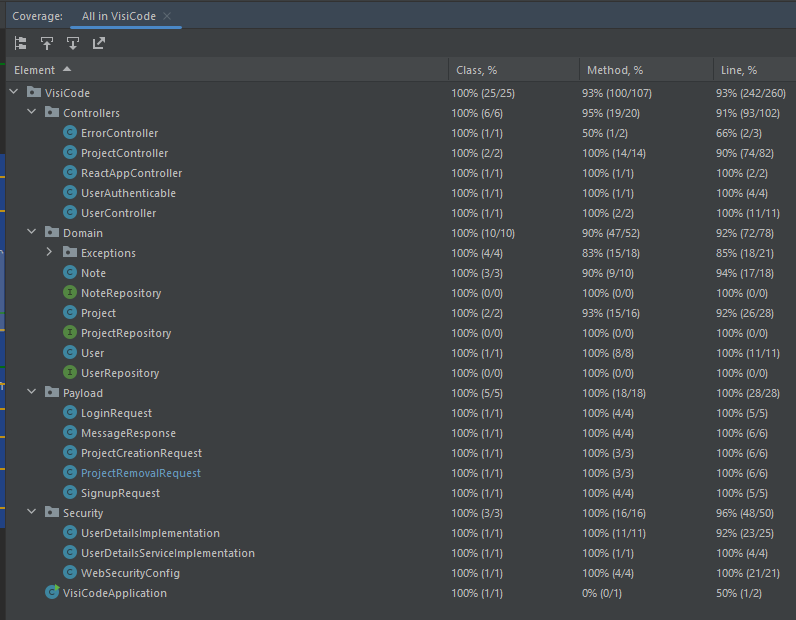 Coverage: All in VisiCode
Element Class, % Method, % Line, %
VisiCode 100% (25/25) 93% (100/107) 93% (242/260)
Controllers 100% (6/6) 95% (19/20) 91% (93/102)
ErrorController 100% (1/1) 50% (1/2) 66% (2/3)
ProjectController 100% (2/2) 100% (14/14) 90% (74/82)
ReactAppController 100% (1/1) 100% (1/1) 100% (2/2)
UserAuthenticable 100% (1/1) 100% (1/1) 100% (4/4)
UserController 100% (1/1) 100% (2/2) 100% (11/11)
Domain 100% (10/10) 90% (47/52) 92% (72/78)
Exceptions 100% (4/4) 83% (15/18) 85% (18/21)
Note 100% (3/3) 90% (9/10) 94% (17/18)
NoteRepository 100% (0/0) 100% (0/0) 100% (0/0)
Project 100% (2/2) 93% (15/16) 92% (26/28)
ProjectRepository 100% (0/0) 100% (0/0) 100% (0/0)
User 100% (1/1) 100% (8/8) 100% (11/11)
UserRepository 100% (0/0) 100% (0/0) 100% (0/0)
Payload 100% (5/5) 100% (18/18) 100% (28/28)
LoginRequest 100% (1/1) 100% (4/4) 100% (5/5)
MessageResponse 100% (1/1) 100% (4/4) 100% (6/6)
ProjectCreationRequest 100% (1/1) 100% (3/3) 100% (6/6)
ProjectRemovalRequest 100% (1/1) 100% (3/3) 100% (6/6)
SignupRequest 100% (1/1) 100% (4/4) 100% (5/5)
Security 100% (3/3) 100% (16/16) 96% (48/50)
UserDetailsImplementation 100% (1/1) 100% (11/11) 92% (23/25)
UserDetailsServiceImplementation 100% (1/1) 100% (1/1) 100% (4/4)
WebSecurityConfig 100% (1/1) 100% (4/4) 100% (21/21)
VisiCodeApplication 100% (1/1) 0% (0/1) 50% (1/2)